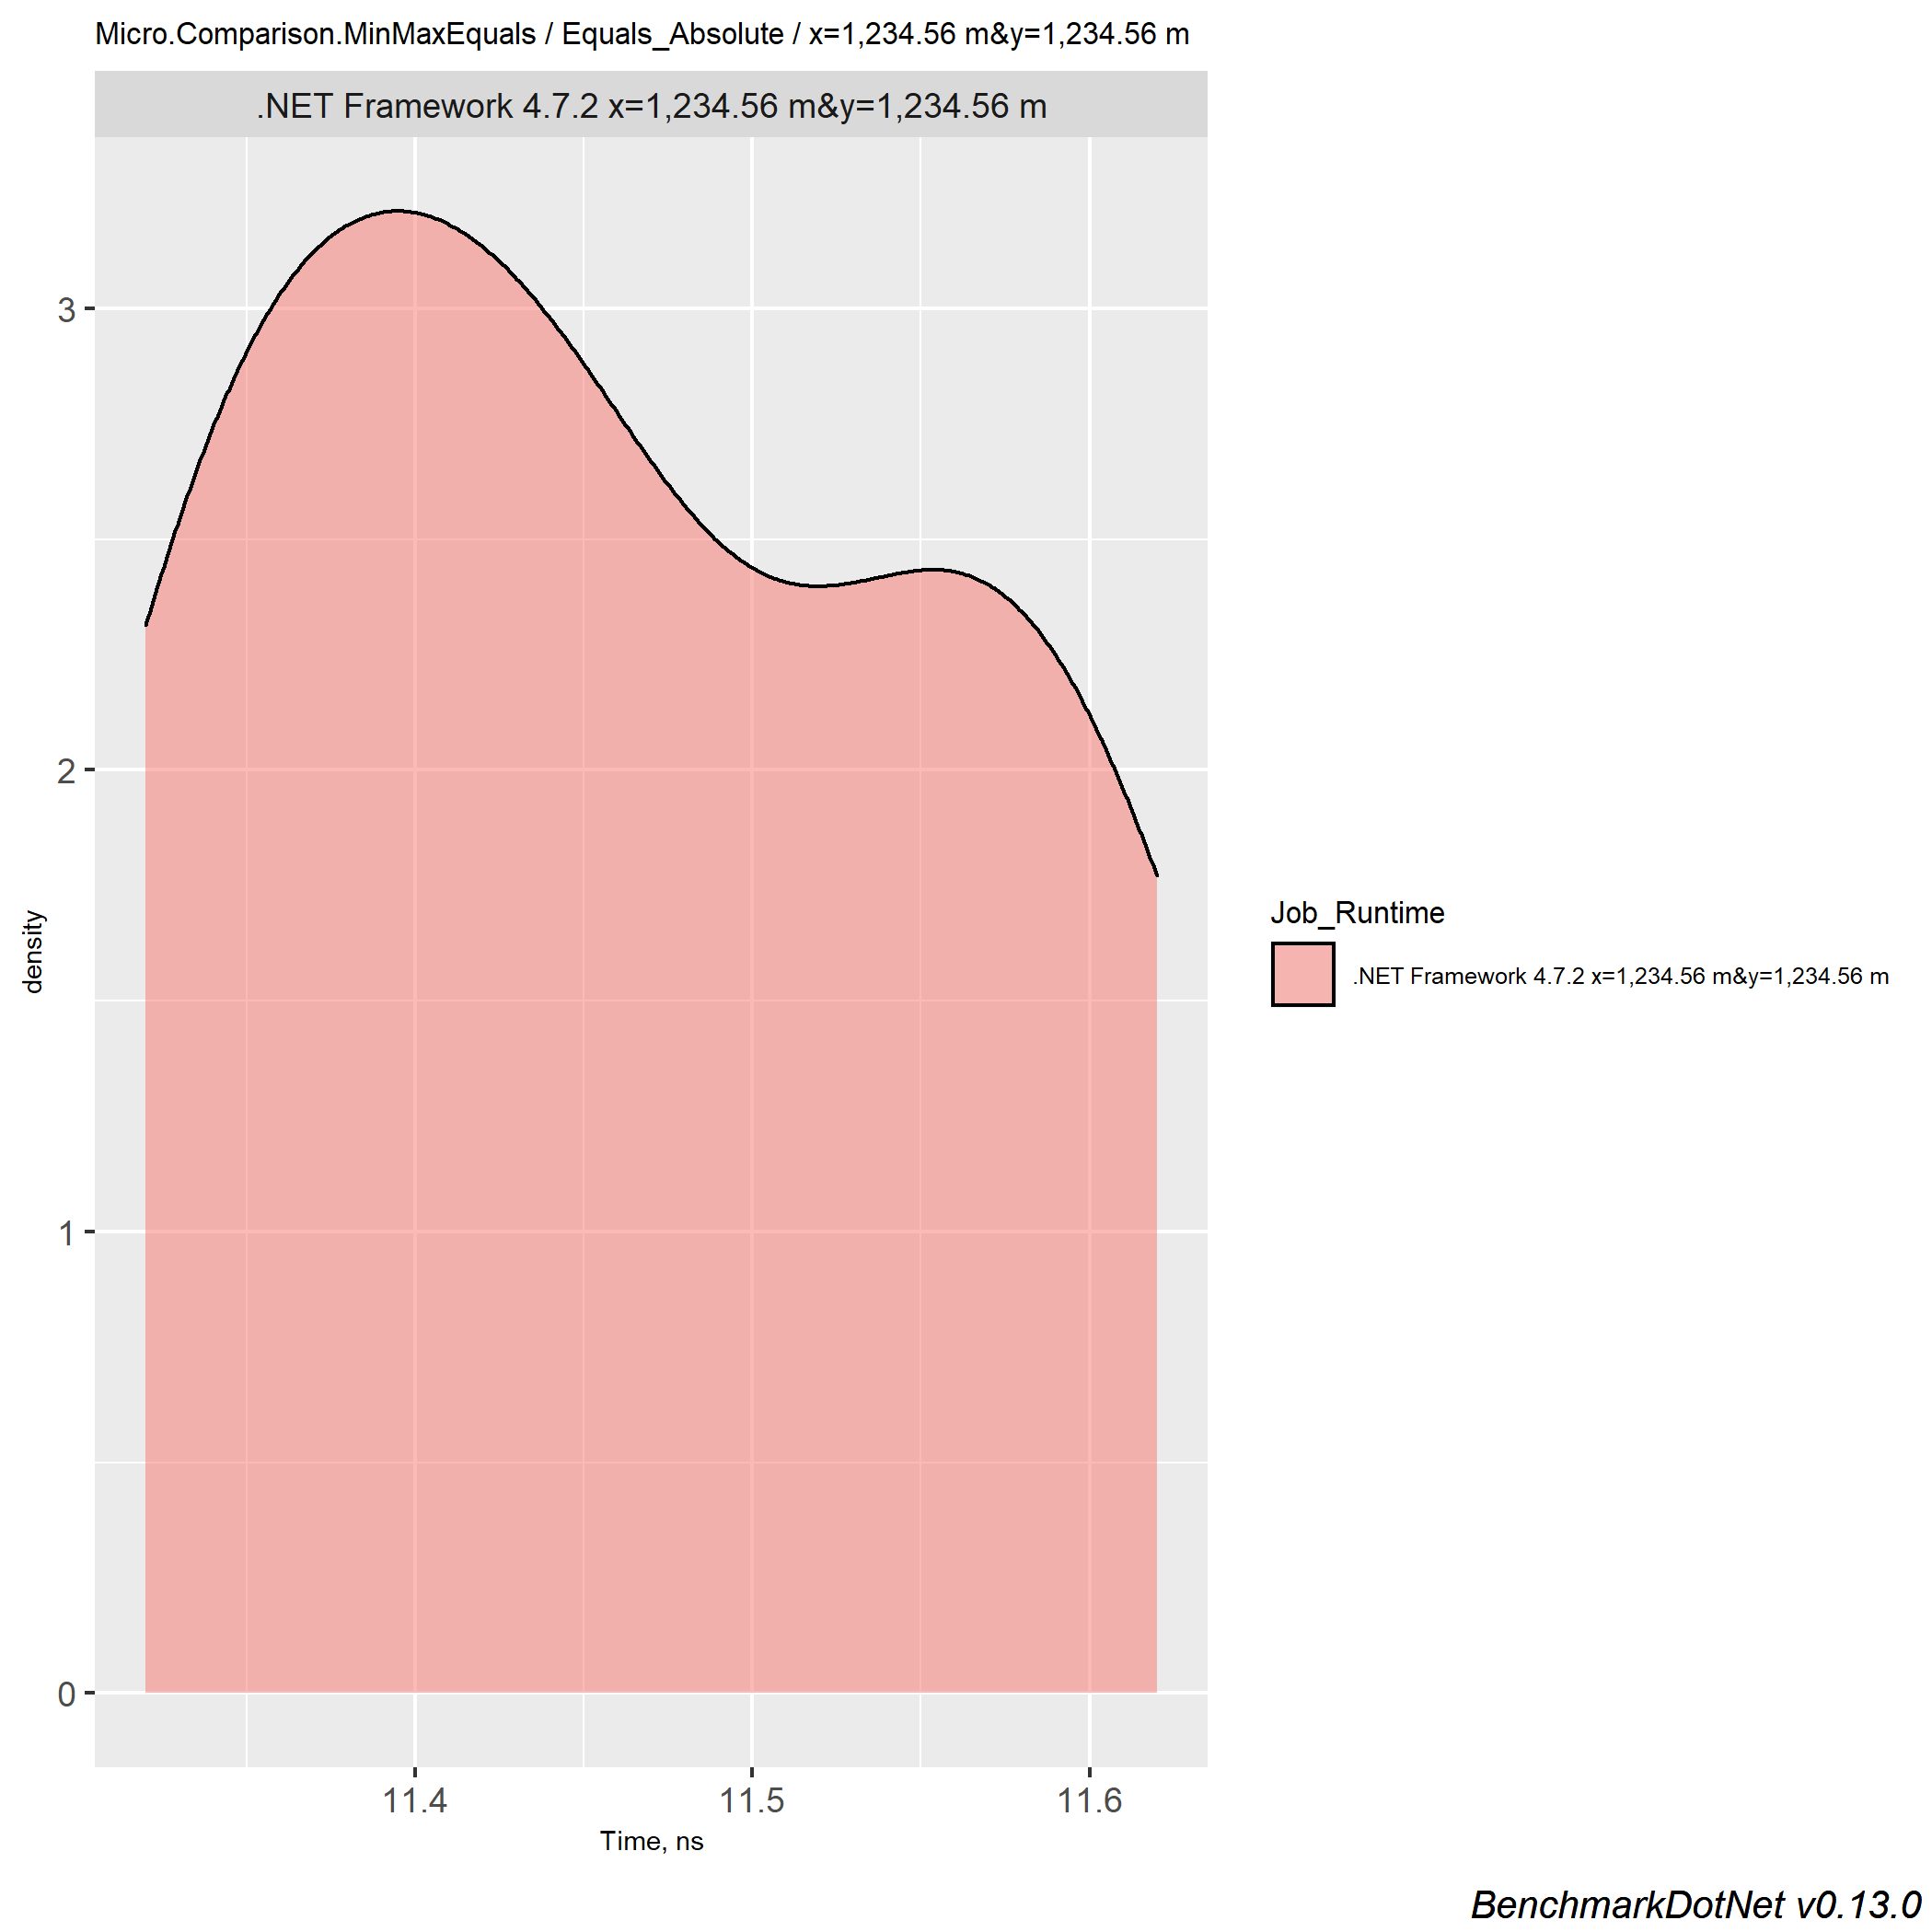 Micro.Comparison.MinMaxEquals / Equals_Absolute / x=1,234.56 m&y=1,234.56 m
.NET Framework 4.7.2 x=1,234.56 m&y=1,234.56 m
3
2
1
0
density
11.4 11.5 11.6
Time, ns
Job_Runtime
.NET Framework 4.7.2 x=1,234.56 m&y=1,234.56 m
BenchmarkDotNet v0.13.0